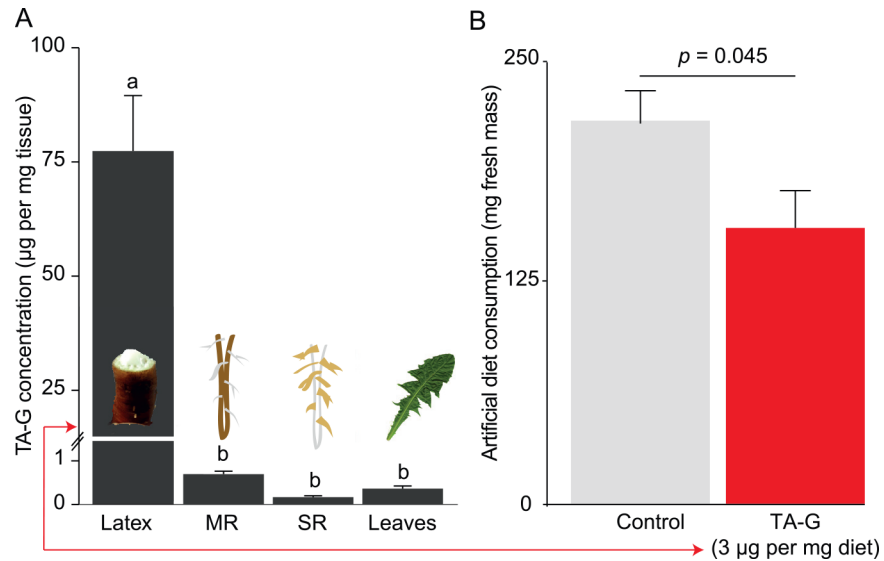 A
TA-G concentration (µg per mg tissue)
100
75
50
25
1
0
a
b
b
b
Latex
MR
SR
Leaves
B
Artificial diet consumption (mg fresh mass)
250
125
0
p = 0.045
Control
TA-G
(3 µg per mg diet)